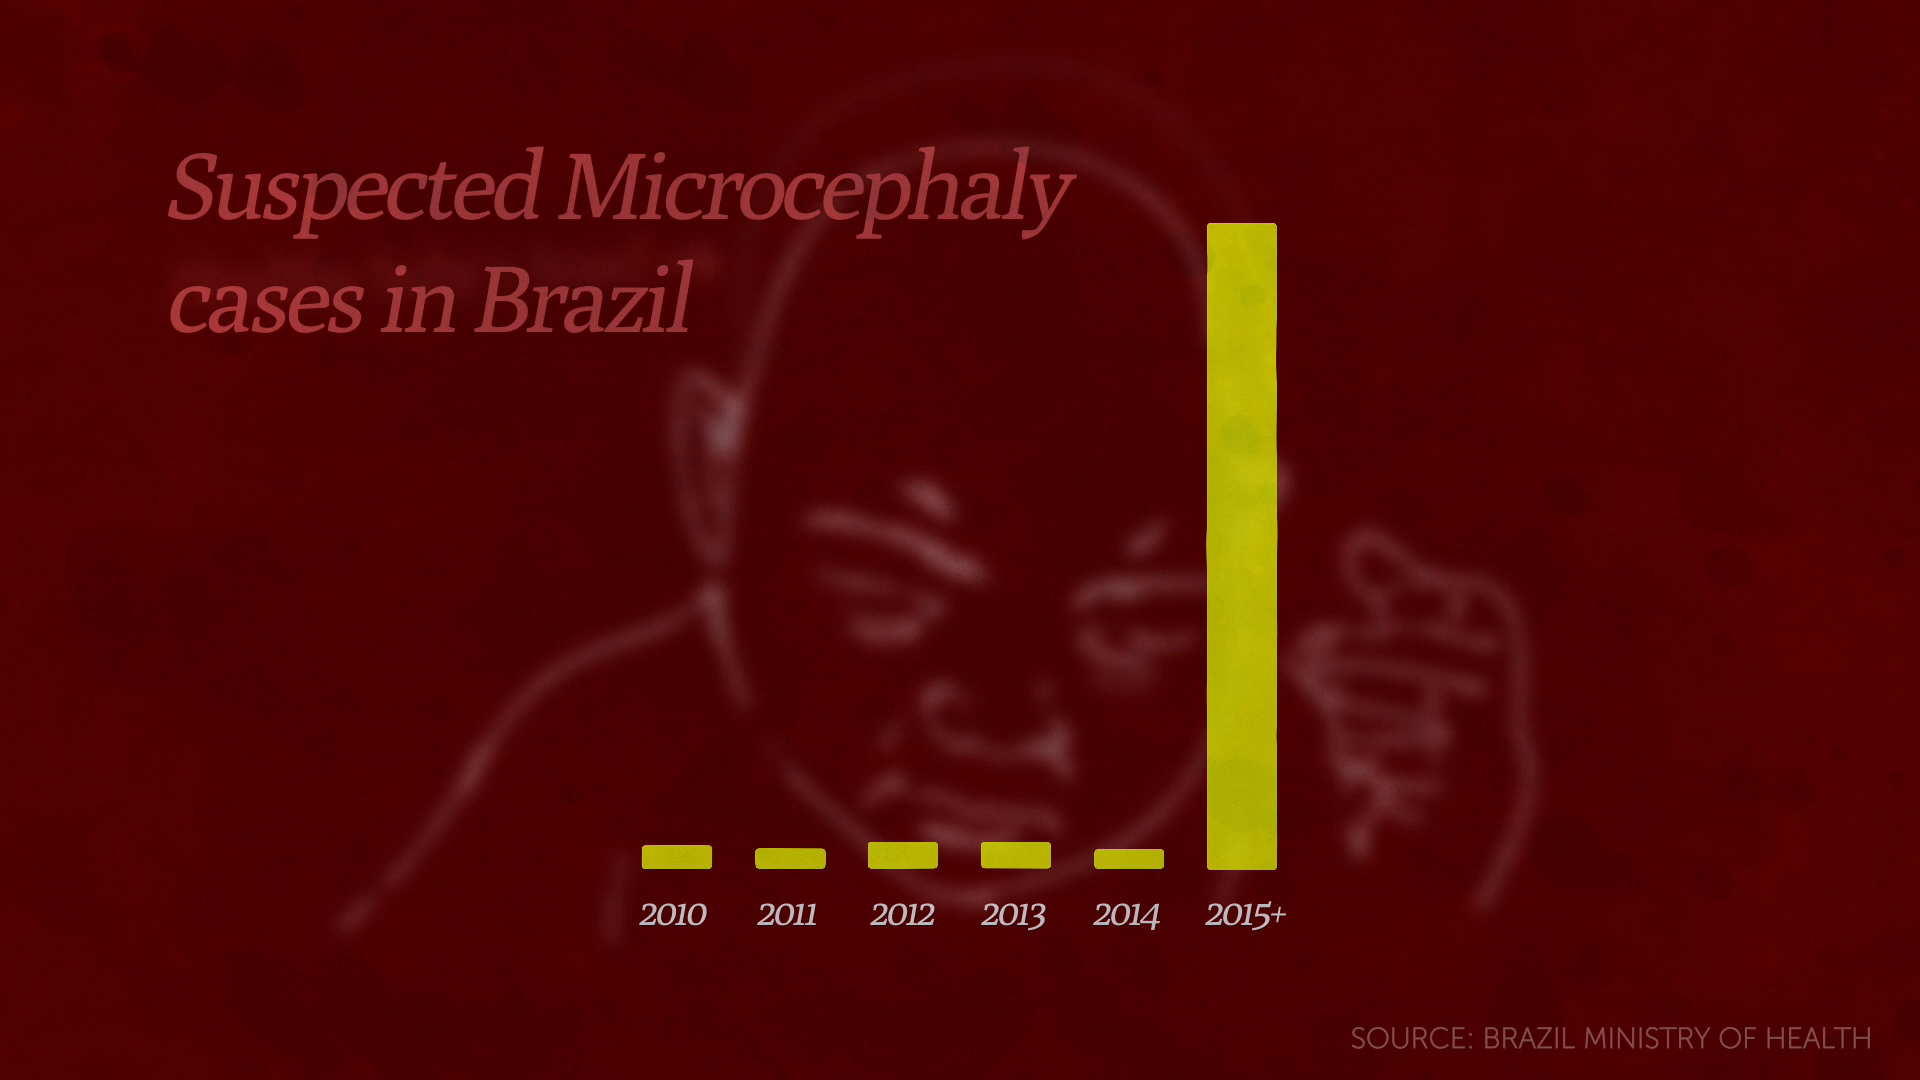 Suspected Microcephaly
cases in Brazil
2010 2011 2012 2013 2014 2015+
SOURCE: BRAZIL MINISTRY OF HEALTH